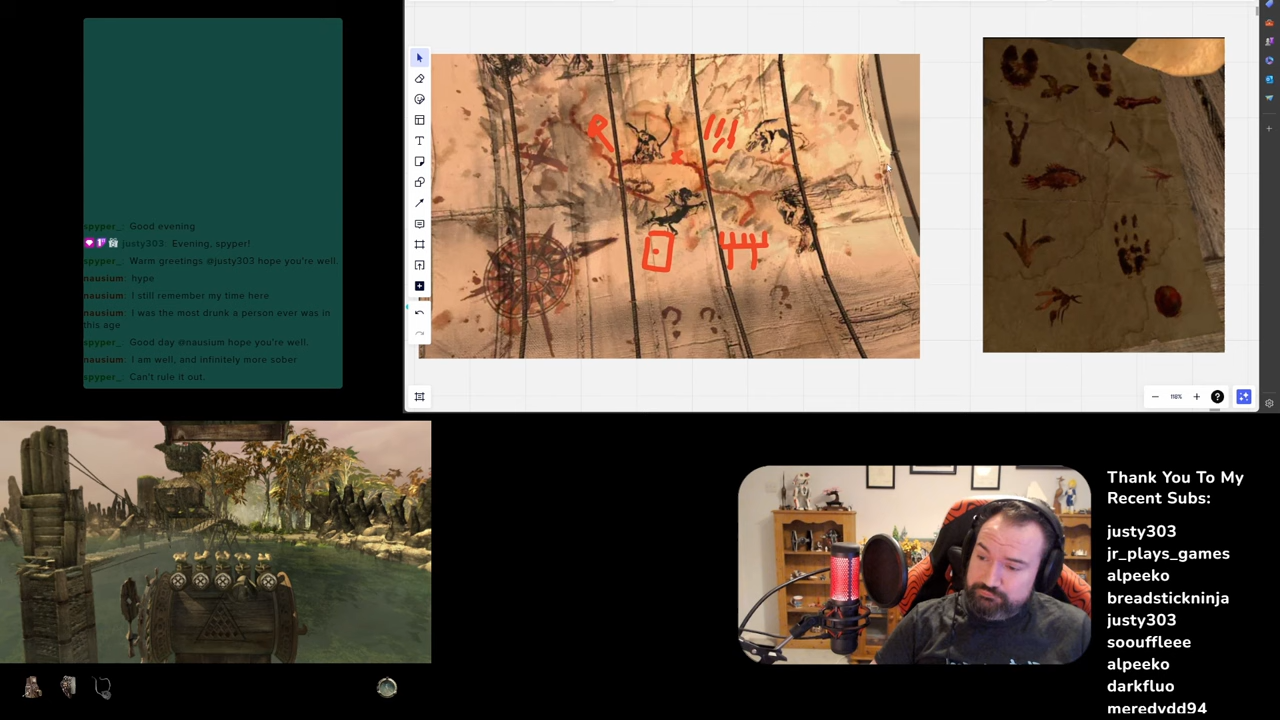 spyper_: Good evening
justy303: Evening, spyper!
spyper_: Warm greetings @justy303 hope you're well.
nausium: hype
nausium: I still remember my time here
nausium: I was the most drunk a person ever was in
this age
spyper_: Good day @nausium hope you're well.
nausium: I am well, and infinitely more sober
spyper_: Can't rule it out.
R
Thank You To My
Recent Subs:
justy303
jr_plays_games
alpeeko
breadstickninja
justy303
sooouffleee
alpeeko
darkfluo
meredydd94